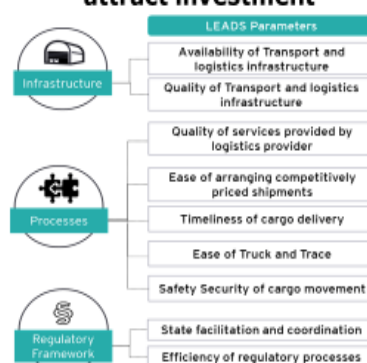 attract investment
LEADS Parameters
Infrastructure
Availability of Transport and
logistics infrastructure
Quality of Transport and logistics
infrastructure
Processes
Quality of services provided by
logistics provider
Ease of arranging competitively
priced shipments
Timeliness of cargo delivery
Ease of Truck and Trace
Safety Security of cargo movement
Regulatory
Framework
State facilitation and coordination
Efficiency of regulatory processes